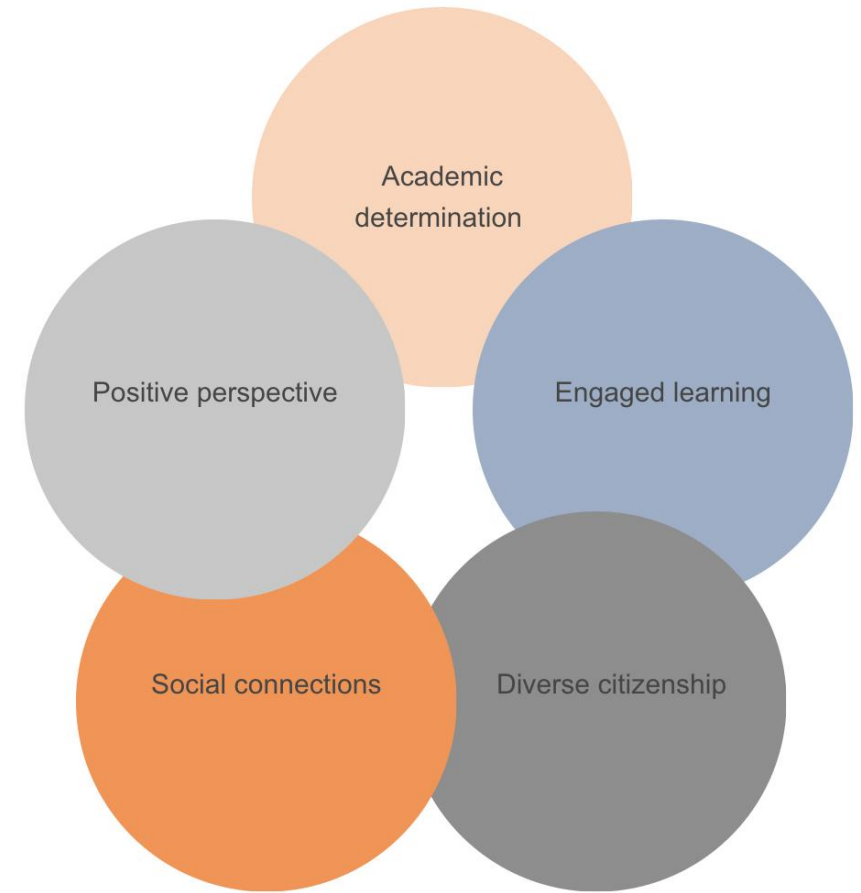 Academic
determination
Positive perspective
Engaged learning
Social connections
Diverse citizenship